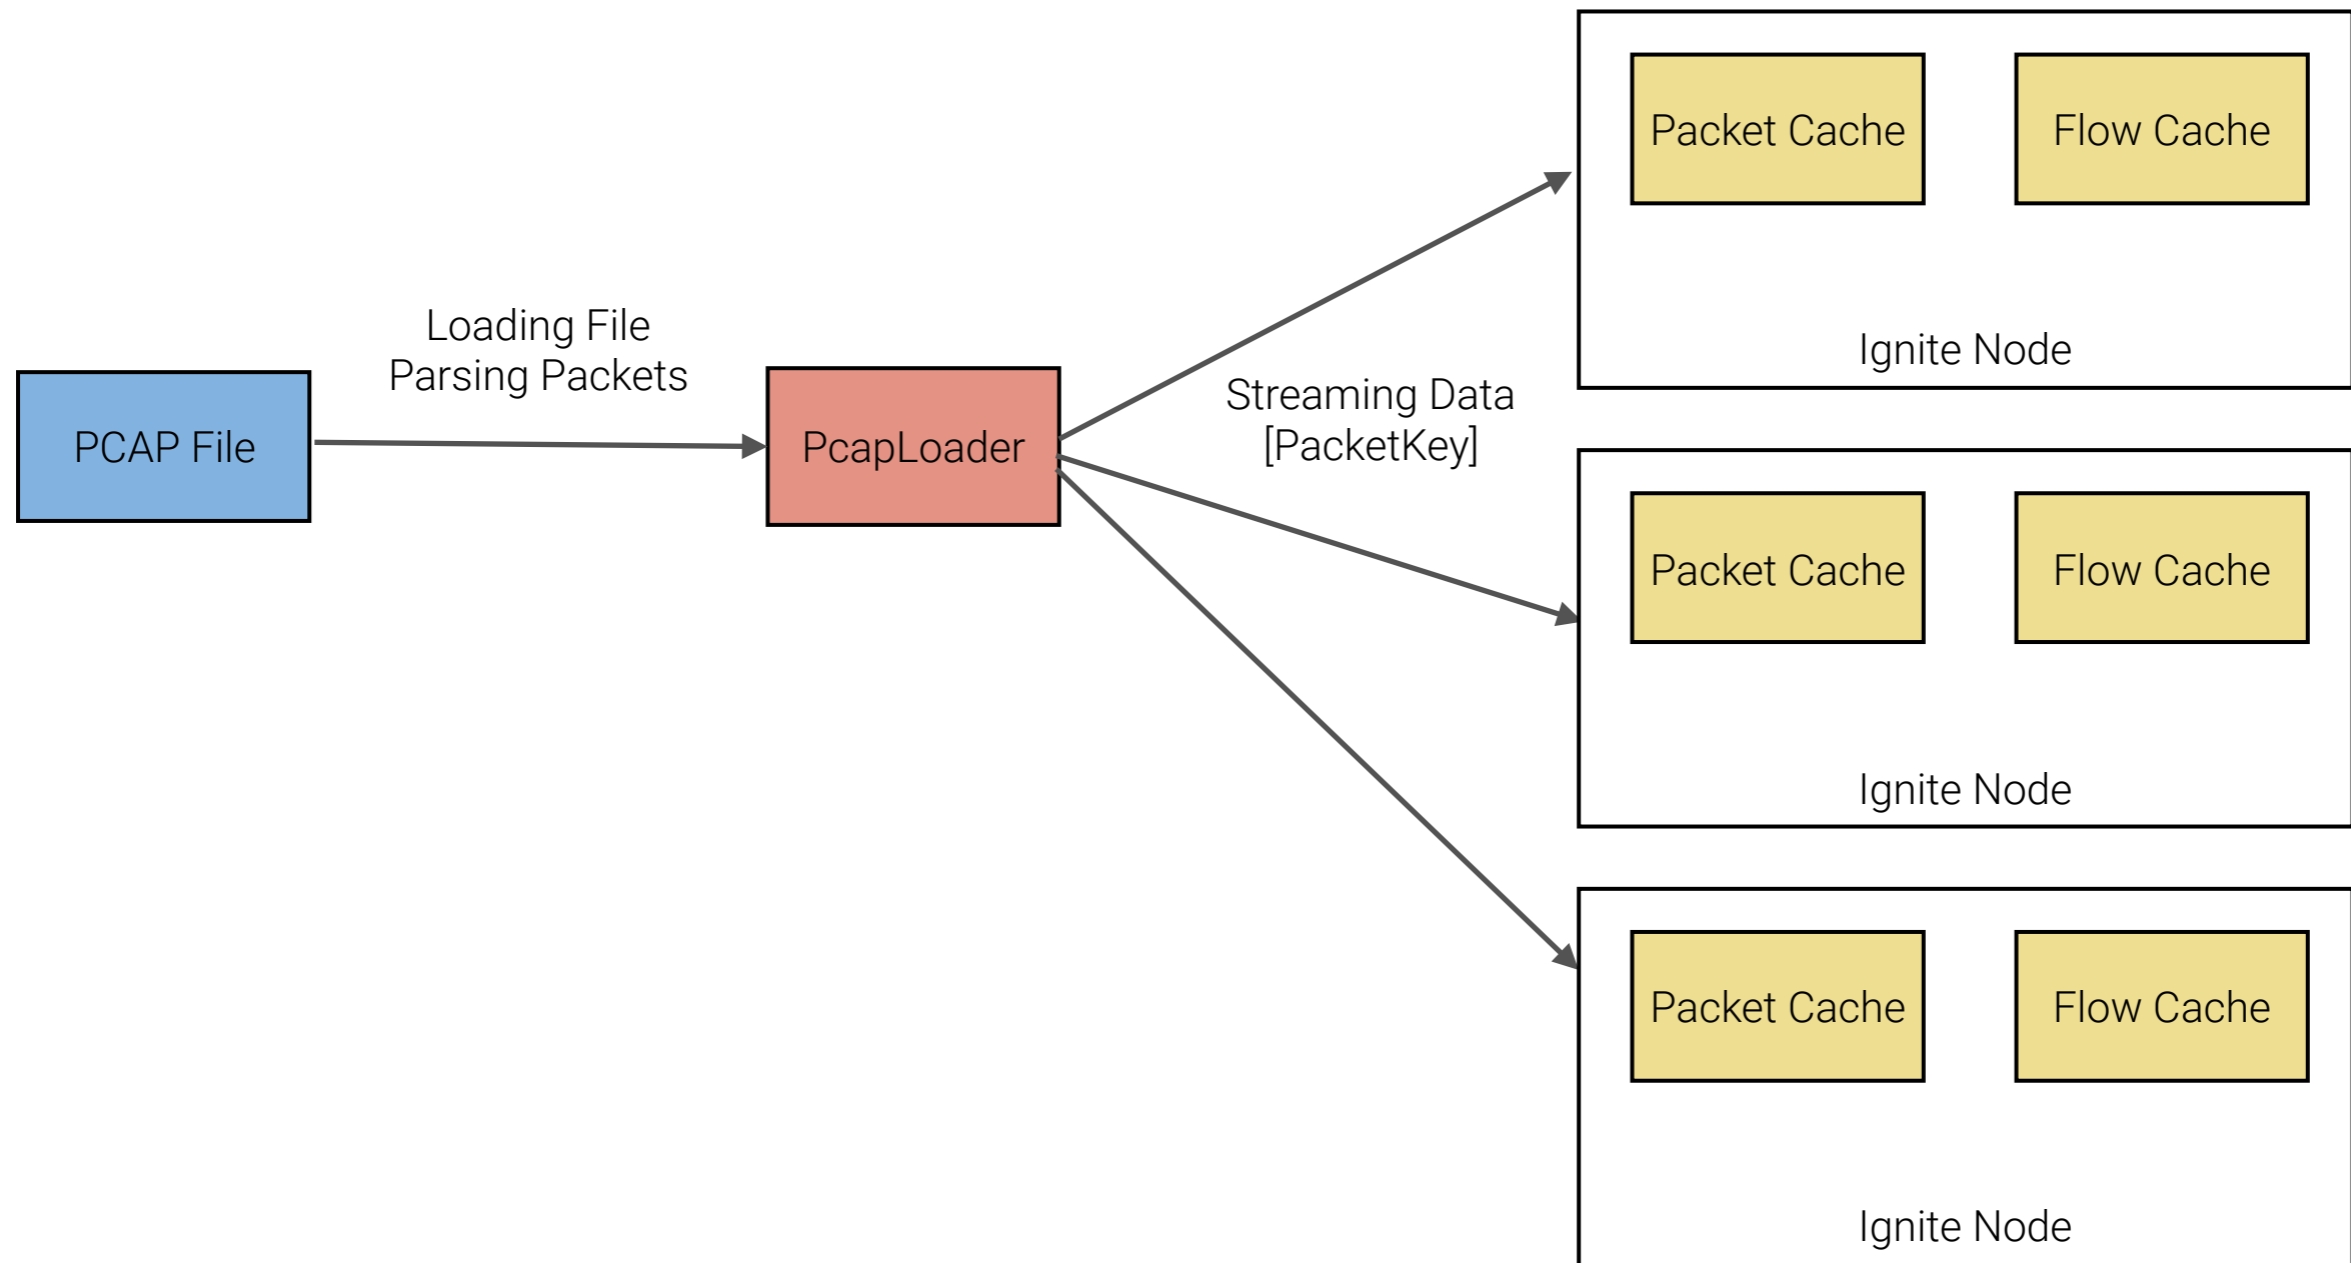 PCAP File
Loading File
Parsing Packets
PcapLoader
Streaming Data
[PacketKey]
Packet Cache
Flow Cache
Ignite Node
Packet Cache
Flow Cache
Ignite Node
Packet Cache
Flow Cache
Ignite Node